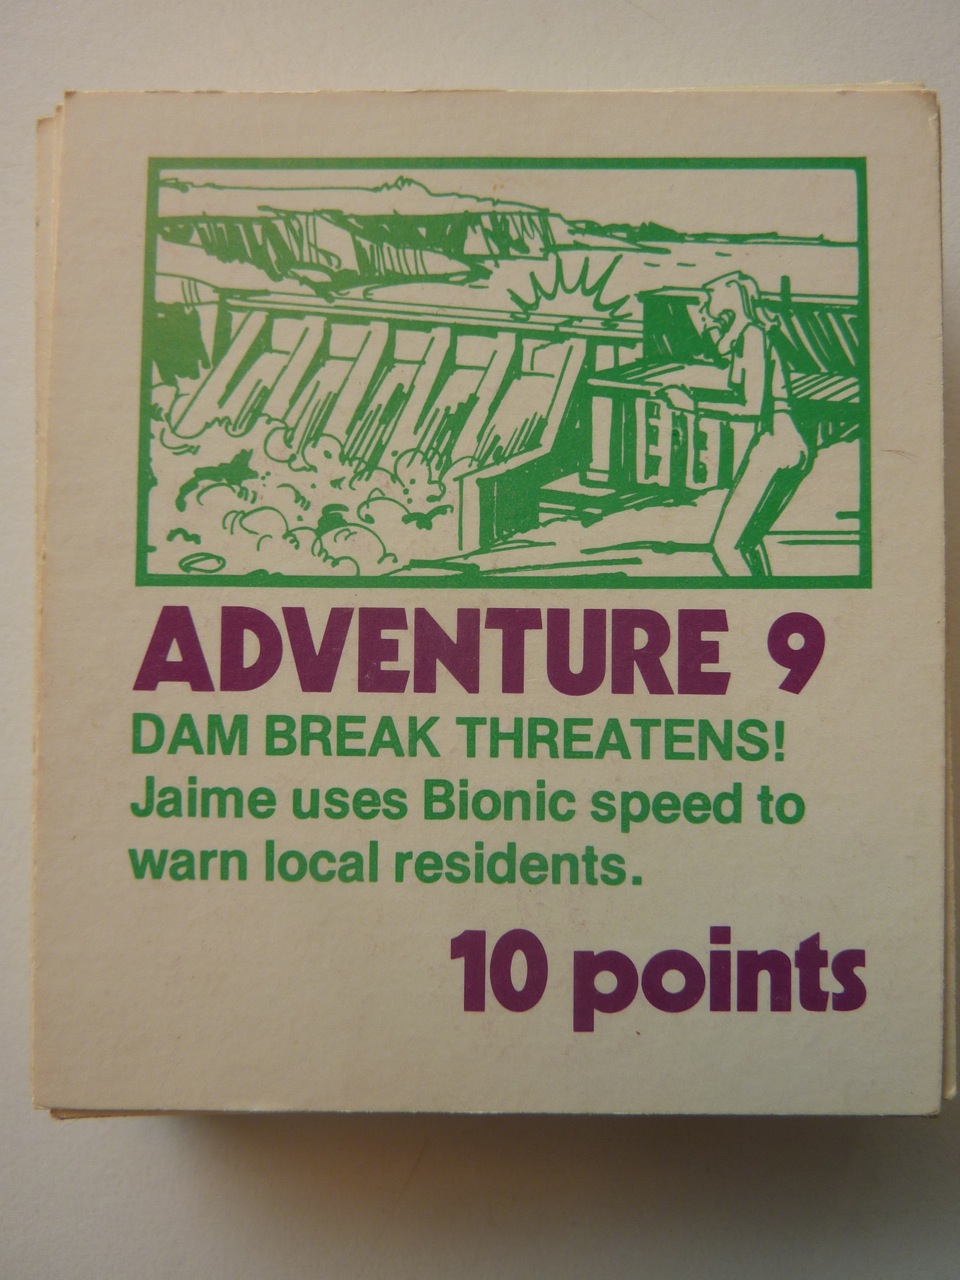 ADVENTURE 9
DAM BREAK THREATENS!
Jaime uses Bionic speed to
warn local residents.
10 points